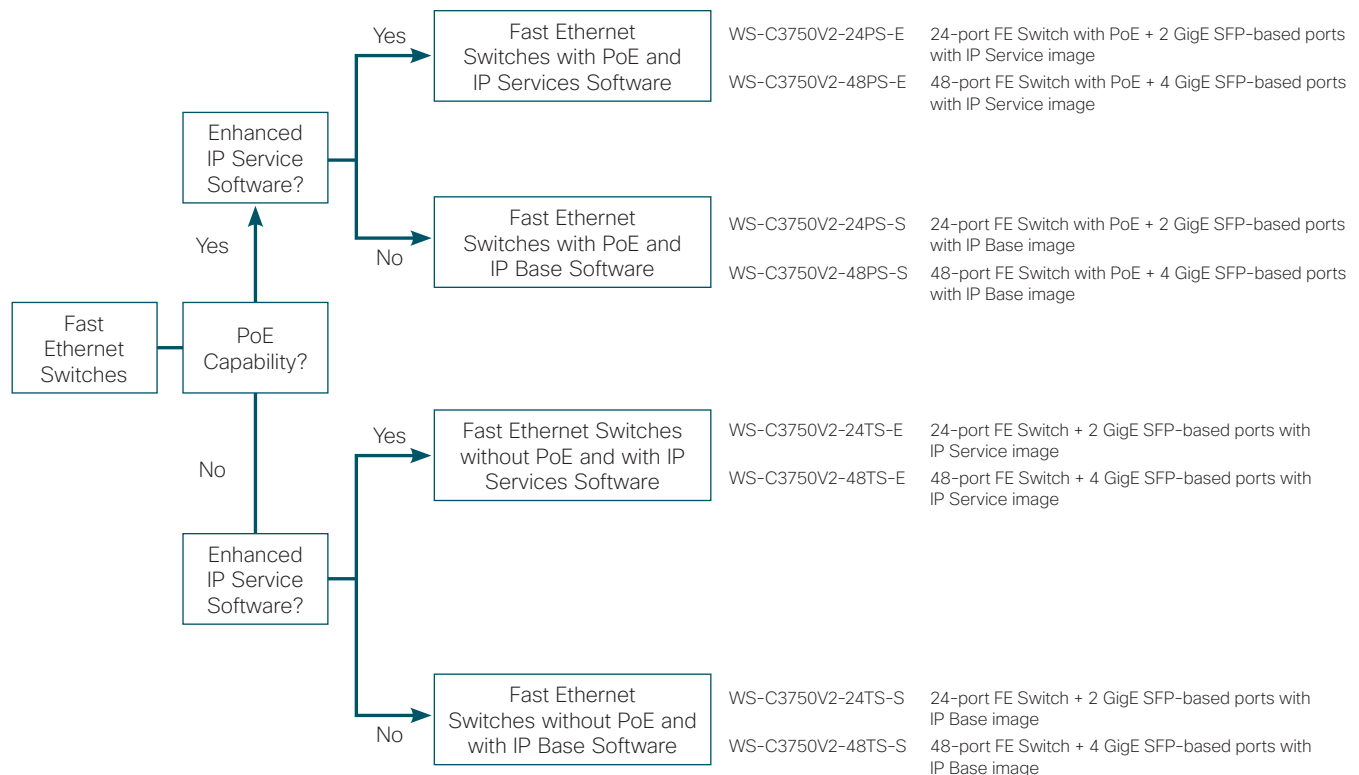 Yes
Fast Ethernet
Switches with PoE and
IP Services Software
WS-C3750V2-24PS-E
24-port FE Switch with PoE + 2 GigE SFP-based ports
with IP Service image
WS-C3750V2-48PS-E
48-port FE Switch with PoE + 4 GigE SFP-based ports
with IP Service image
Enhanced
IP Service
Software?
Fast Ethernet
Switches with PoE and
IP Base Software
No
WS-C3750V2-24PS-S
24-port FE Switch with PoE + 2 GigE SFP-based ports
with IP Base image
WS-C3750V2-48PS-S
48-port FE Switch with PoE + 4 GigE SFP-based ports
with IP Base image
Yes
Fast
Ethernet
Switches
PoE
Capability?
No
Yes
Fast Ethernet Switches
without PoE and with IP
Services Software
WS-C3750V2-24TS-E
24-port FE Switch + 2 GigE SFP-based ports with
IP Service image
WS-C3750V2-48TS-E
48-port FE Switch + 4 GigE SFP-based ports with
IP Service image
Enhanced
IP Service
Software?
No
Fast Ethernet
Switches without PoE and
with IP Base Software
WS-C3750V2-24TS-S
24-port FE Switch + 2 GigE SFP-based ports with
IP Base image
WS-C3750V2-48TS-S
48-port FE Switch + 4 GigE SFP-based ports with
IP Base image